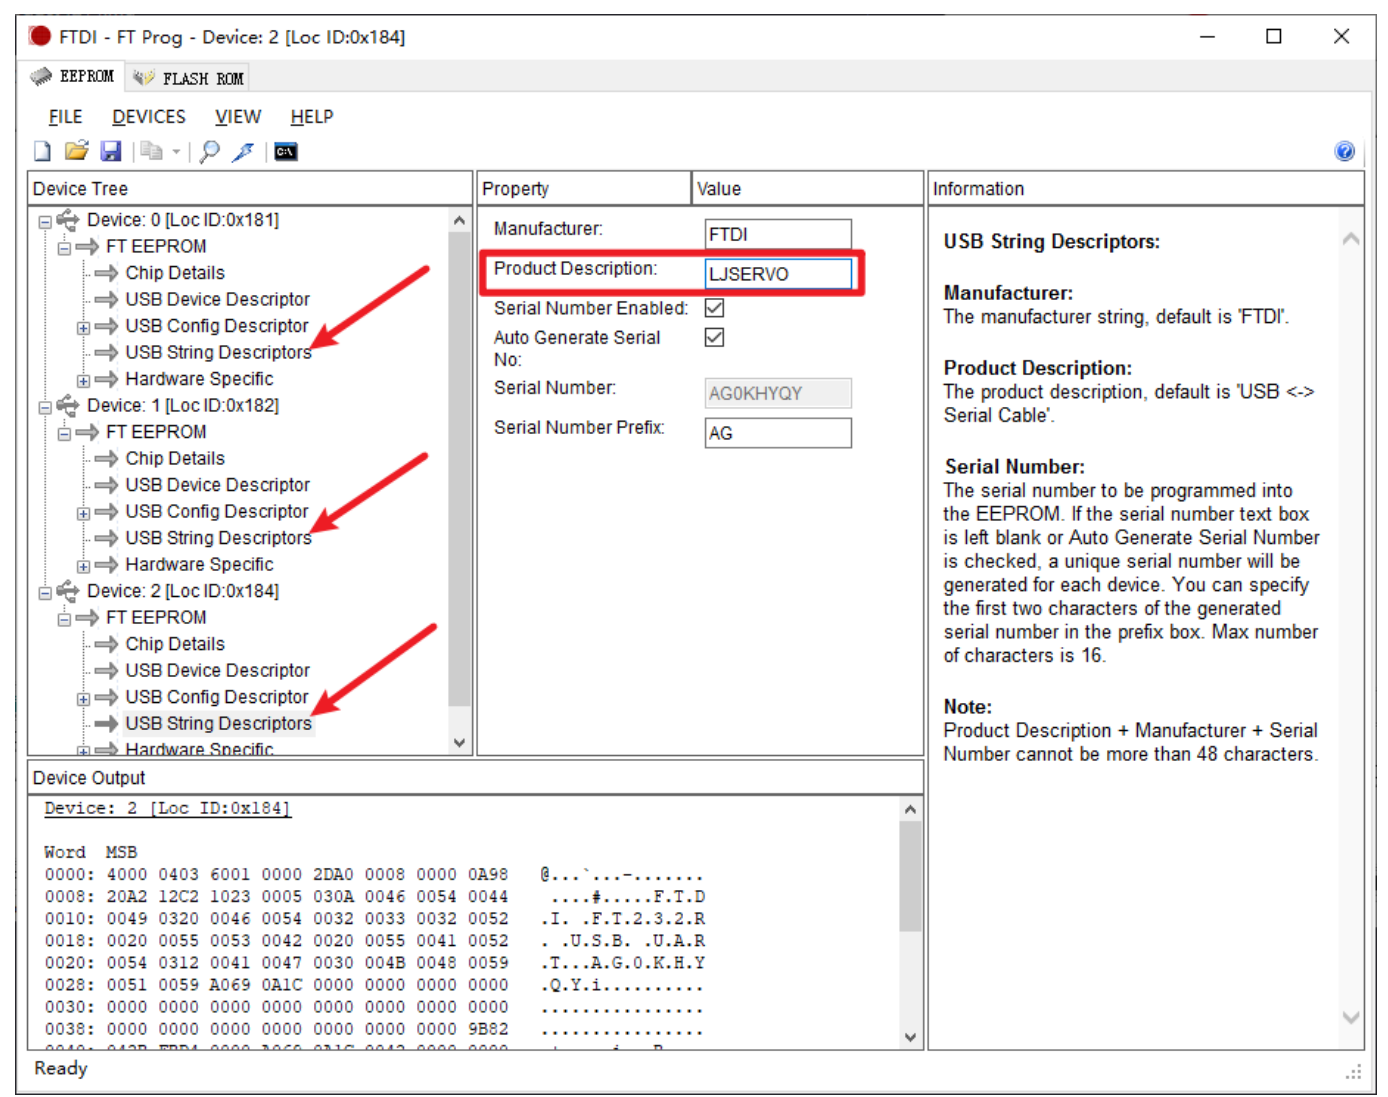 FTDI - FT Prog - Device: 2 [Loc ID:0x184]
EEPROM
FLASH ROM
FILE DEVICES VIEW HELP
C:\
Device Tree
Device: 0 [Loc ID:0x181]
FT EEPROM
Chip Details
USB Device Descriptor
USB Config Descriptor
USB String Descriptors
Hardware Specific
Device: 1 [Loc ID:0x182]
FT EEPROM
Chip Details
USB Device Descriptor
USB Config Descriptor
USB String Descriptors
Hardware Specific
Device: 2 [Loc ID:0x184]
FT EEPROM
Chip Details
USB Device Descriptor
USB Config Descriptor
USB String Descriptors
Hardware Specific
Property Value
Manufacturer: FTDI
Product Description: LJSERVO
Serial Number Enabled:
Auto Generate Serial
No:
Serial Number: AG0KHYQY
Serial Number Prefix: AG
Information
USB String Descriptors:
Manufacturer:
The manufacturer string, default is 'FTDI'.
Product Description:
The product description, default is 'USB <->
Serial Cable'.
Serial Number:
The serial number to be programmed into
the EEPROM. If the serial number text box
is left blank or Auto Generate Serial Number
is checked, a unique serial number will be
generated for each device. You can specify
the first two characters of the generated
serial number in the prefix box. Max number
of characters is 16.
Note:
Product Description + Manufacturer + Serial
Number cannot be more than 48 characters.
Device Output
Device: 2 [Loc ID:0x184]
Word MSB
0000: 4000 0403 6001 0000 2DA0 0008 0000 0A98 @...`...-.......
0008: 20A2 12C2 1023 0005 030A 0046 0054 0044 ....#.....F.T.D
0010: 0049 0320 0046 0054 0032 0033 0032 0052 .I. .F.T.2.3.2.R
0018: 0020 0055 0053 0042 0020 0055 0041 0052 . .U.S.B. .U.A.R
0020: 0054 0312 0041 0047 0030 004B 0048 0059 .T...A.G.0.K.H.Y
0028: 0051 0059 A069 0A1C 0000 0000 0000 0000 .Q.Y.i..........
0030: 0000 0000 0000 0000 0000 0000 0000 0000 ................
0038: 0000 0000 0000 0000 0000 0000 0000 9B82 ................
Ready